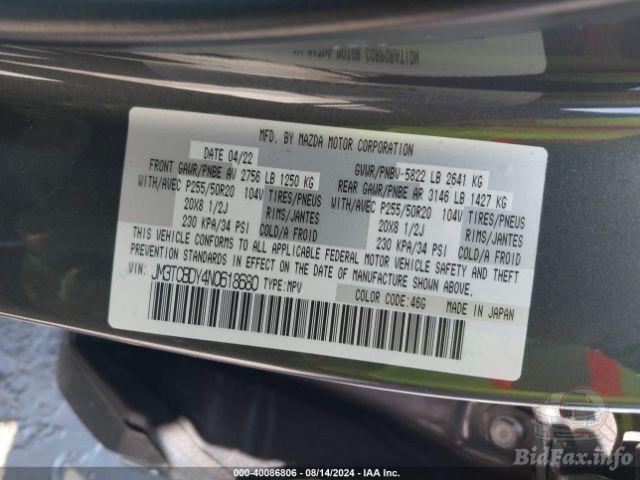 MFD. BY MAZDA MOTOR CORPORATION
DATE 04/22 GVWR/PNBV-5822 LB 2641 KG
FRONT GAWR/PNBE AV 2756 LB 1250 KG REAR GAWR/PNBE AR 3146 LB 1427 KG
WITH/AVEC P255/50R20 104V TIRES/PNEUS WITH/AVEC P255/50R20 104V TIRES/PNEUS
20X8 1/2J RIMS/JANTES 20X8 1/2J RIMS/JANTES
230 KPA/34 PSI COLD/A FROID 230 KPA/34 PSI COLD/A FROID
THIS VEHICLE CONFORMS TO ALL APPLICABLE FEDERAL MOTOR VEHICLE SAFETY AND THEFT
PREVENTION STANDARDS IN EFFECT ON THE DATE OF MANUFACTURE SHOWN ABOVE.
VIN: JM3TCBDY4N0618680 TYPE:MPV
COLOR CODE:46G MADE IN JAPAN
BidFax.info
000-40086806 - 08/14/2024 - IAA Inc.